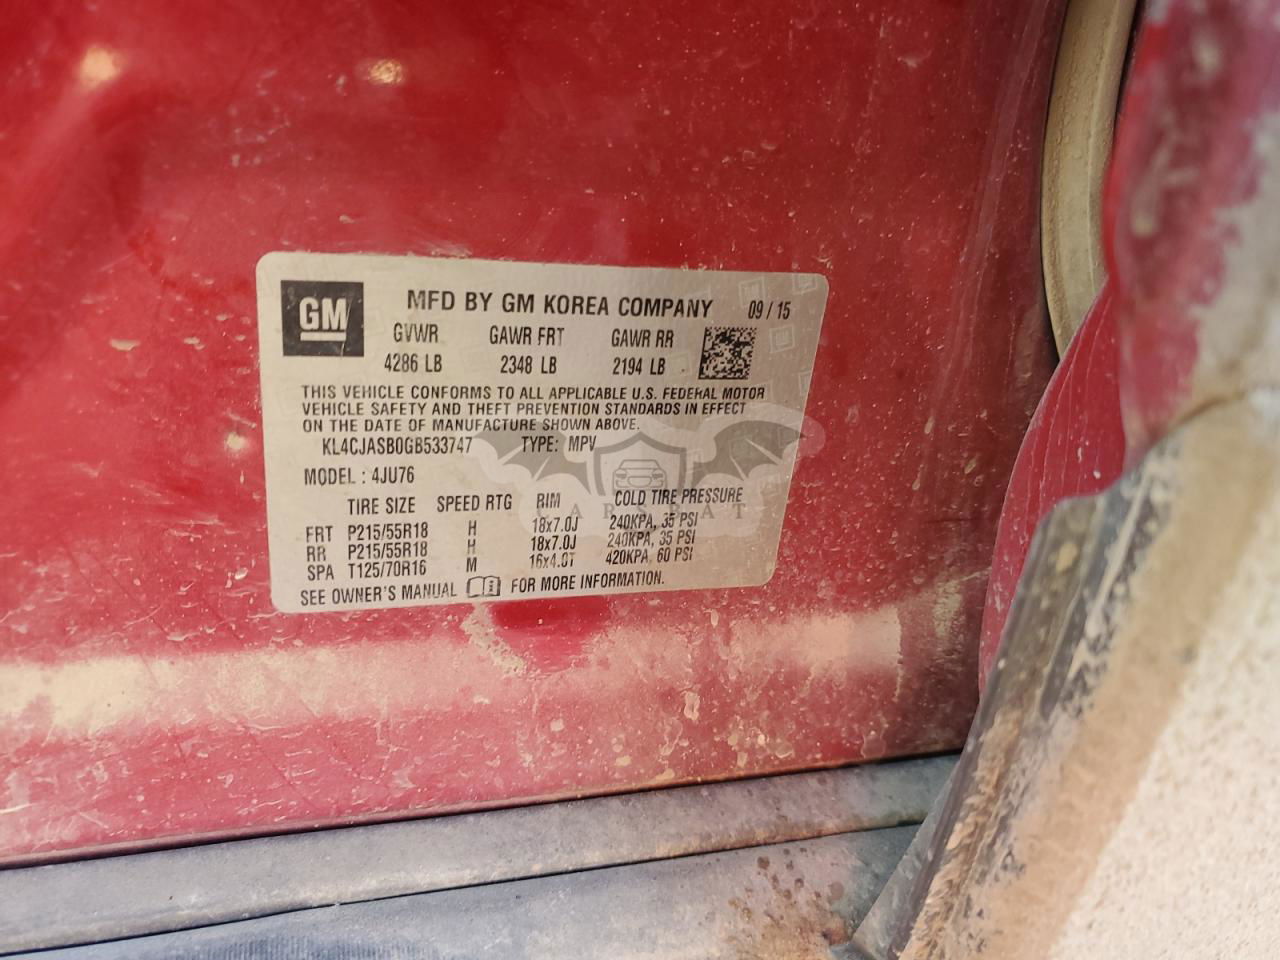 GM
MFD BY GM KOREA COMPANY 09 / 15
GVWR GAWR FRT GAWR RR
4286 LB 2348 LB 2194 LB
THIS VEHICLE CONFORMS TO ALL APPLICABLE U.S. FEDERAL MOTOR
VEHICLE SAFETY AND THEFT PREVENTION STANDARDS IN EFFECT
ON THE DATE OF MANUFACTURE SHOWN ABOVE.
KL4CJASB0GB533747 TYPE: MPV
MODEL : 4JU76
TIRE SIZE SPEED RTG RIM COLD TIRE PRESSURE
CARSBAT
FRT P215/55R18 H 18x7.0J 240KPA, 35 PSI
RR P215/55R18 H 18x7.0J 240KPA, 35 PSI
SPA T125/70R16 M 16x4.0T 420KPA, 60 PSI
SEE OWNER'S MANUAL FOR MORE INFORMATION.